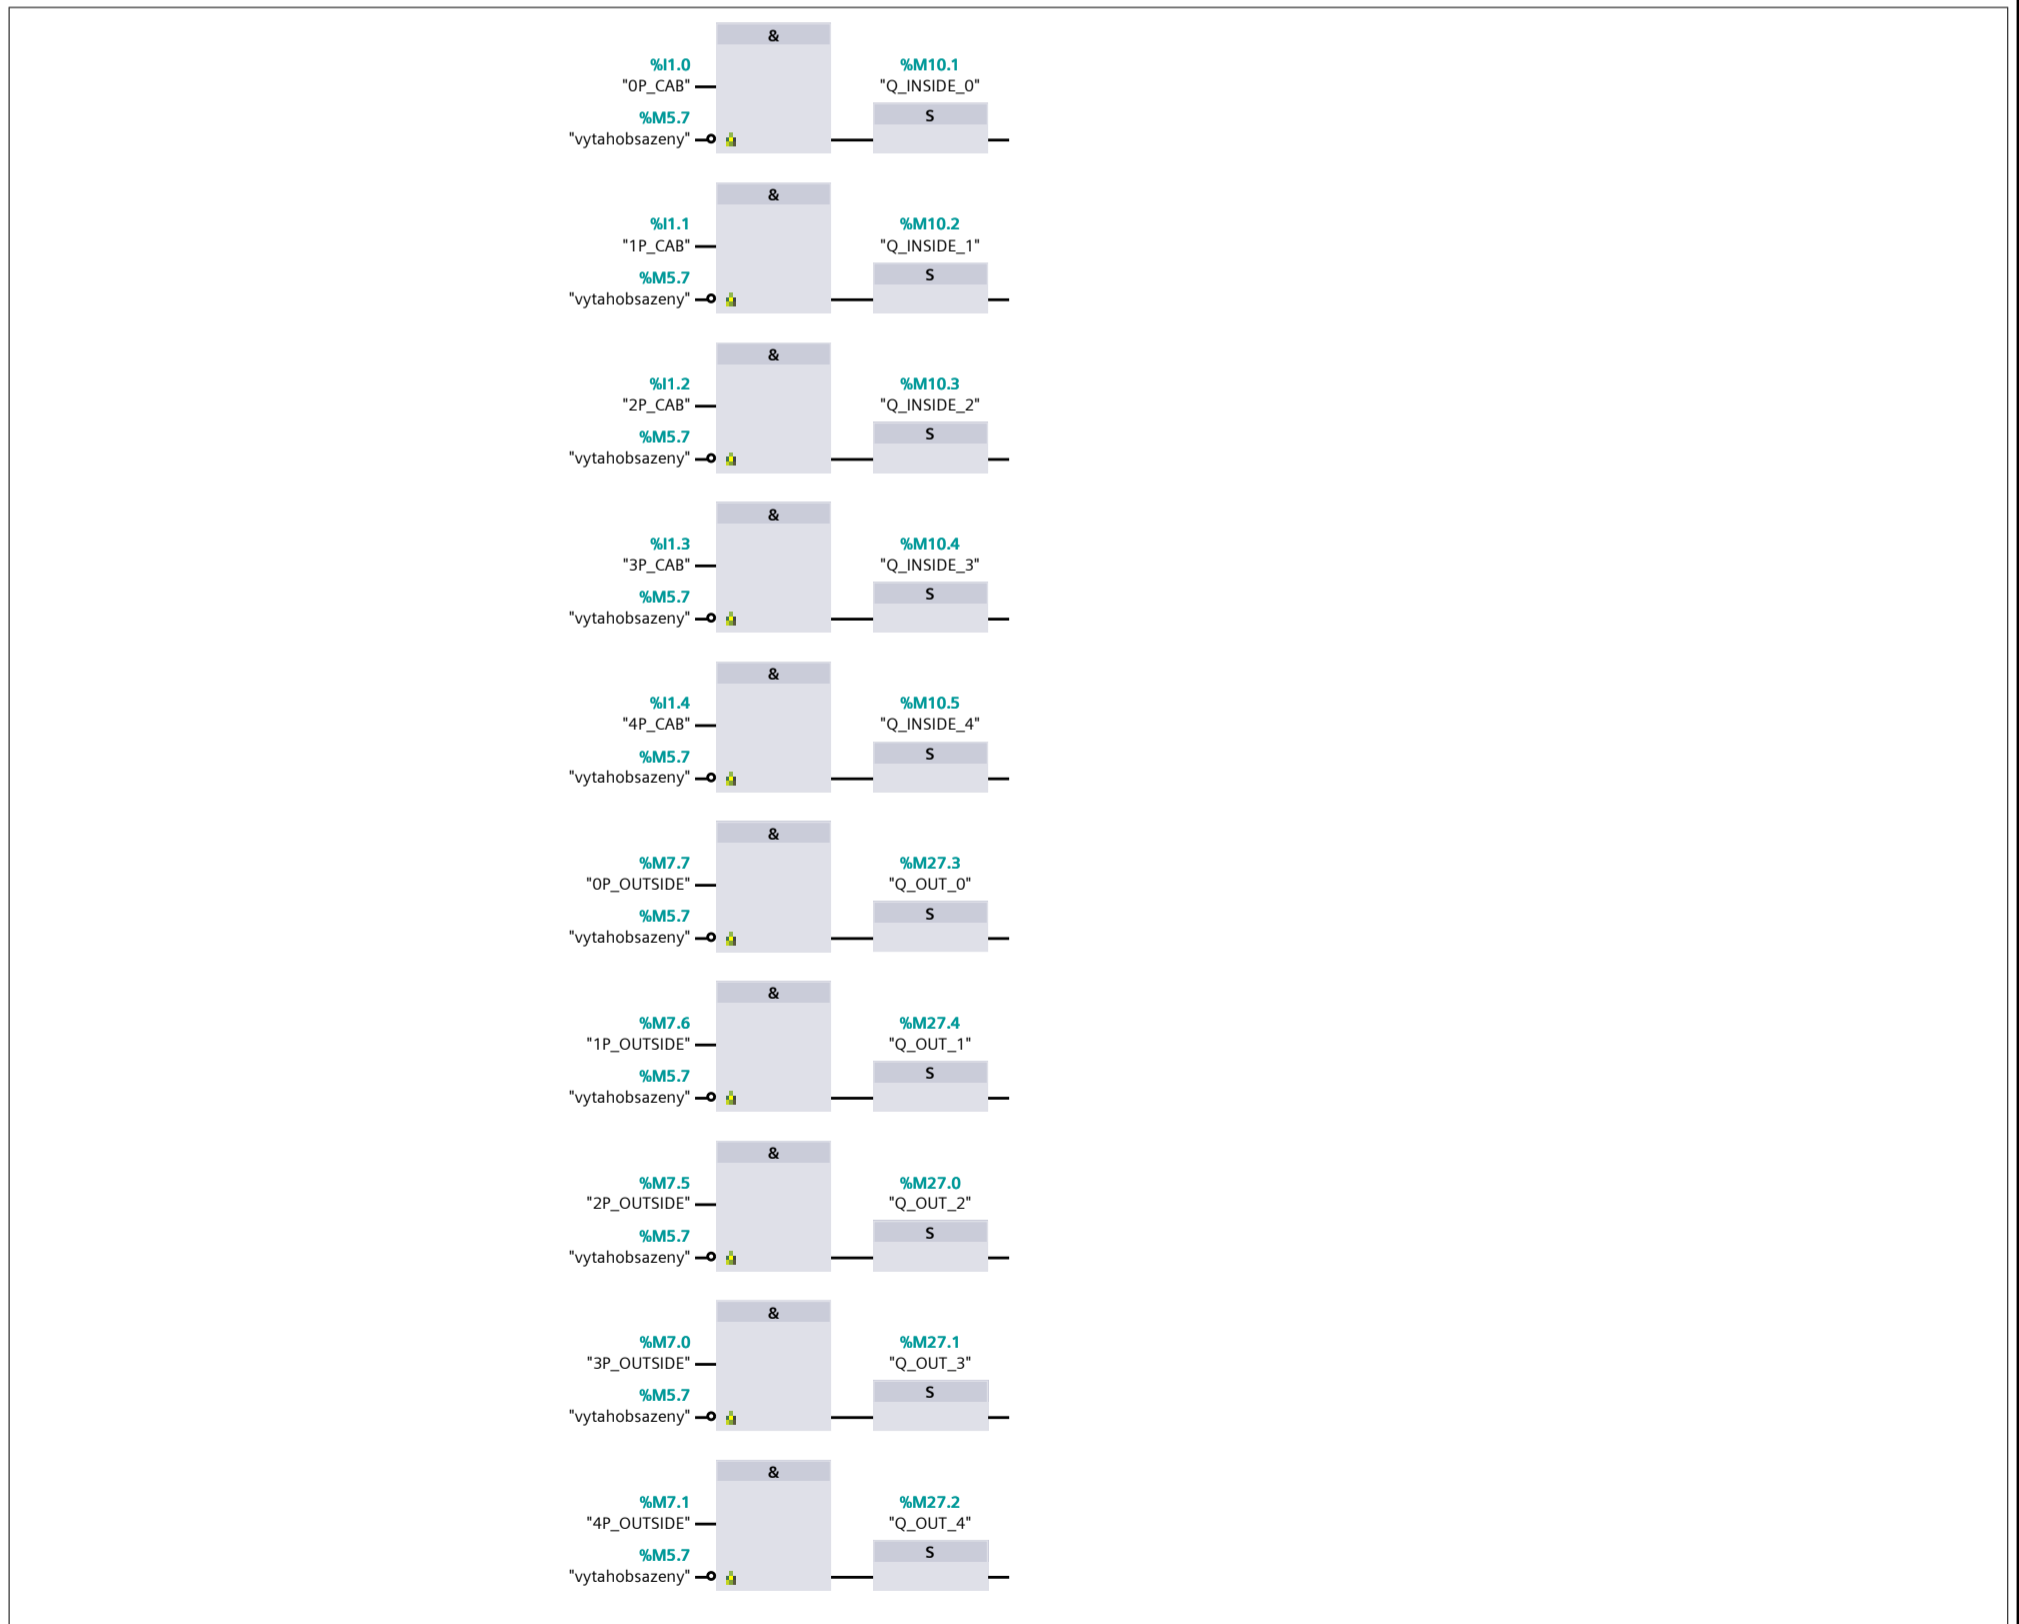 &
%I1.0
"0P_CAB"
%M5.7
"vytahobsazeny"
%M10.1
"Q_INSIDE_0"
S
&
%I1.1
"1P_CAB"
%M5.7
"vytahobsazeny"
%M10.2
"Q_INSIDE_1"
S
&
%I1.2
"2P_CAB"
%M5.7
"vytahobsazeny"
%M10.3
"Q_INSIDE_2"
S
&
%I1.3
"3P_CAB"
%M5.7
"vytahobsazeny"
%M10.4
"Q_INSIDE_3"
S
&
%I1.4
"4P_CAB"
%M5.7
"vytahobsazeny"
%M10.5
"Q_INSIDE_4"
S
&
%M7.7
"0P_OUTSIDE"
%M5.7
"vytahobsazeny"
%M27.3
"Q_OUT_0"
S
&
%M7.6
"1P_OUTSIDE"
%M5.7
"vytahobsazeny"
%M27.4
"Q_OUT_1"
S
&
%M7.5
"2P_OUTSIDE"
%M5.7
"vytahobsazeny"
%M27.0
"Q_OUT_2"
S
&
%M7.0
"3P_OUTSIDE"
%M5.7
"vytahobsazeny"
%M27.1
"Q_OUT_3"
S
&
%M7.1
"4P_OUTSIDE"
%M5.7
"vytahobsazeny"
%M27.2
"Q_OUT_4"
S